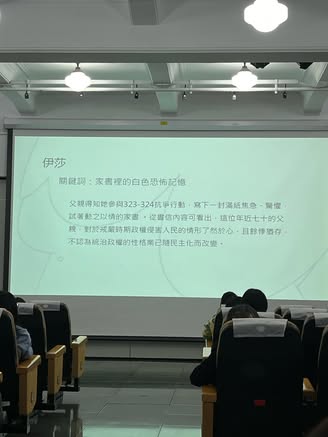 伊莎
關鍵詞：家書裡的白色恐怖記憶
父親得知她參與323-324抗爭行動，寫下一封滿紙焦急、驚懼
試著動之以情的家書。從書信內容可看出，這位年近七十的父
親，對於戒嚴時期政權侵害人民的情形了然於心，且餘悸猶存，
不認為統治政權的性格業已隨民主化而改變。